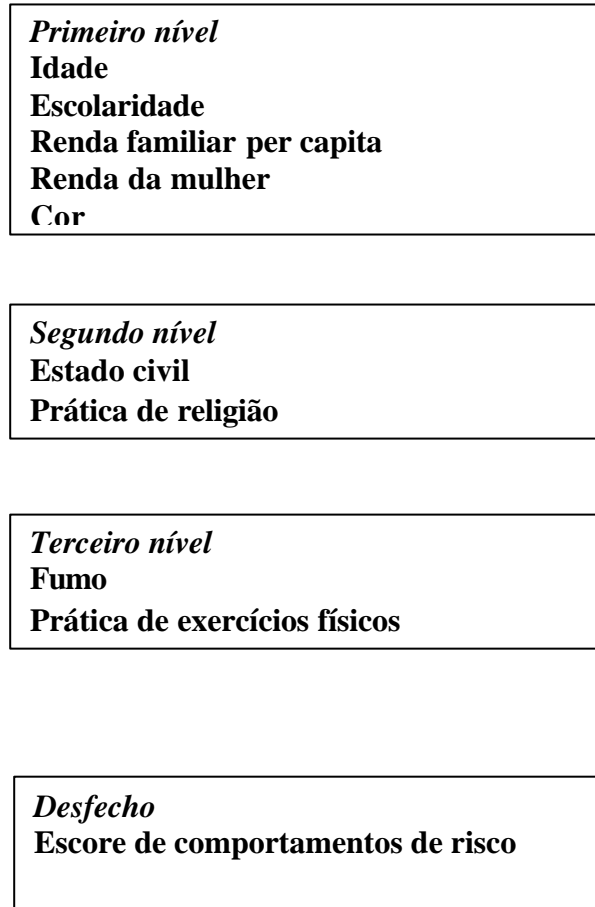 Primeiro nível
Idade
Escolaridade
Renda familiar per capita
Renda da mulher
Cor
Segundo nível
Estado civil
Prática de religião
Terceiro nível
Fumo
Prática de exercícios físicos
Desfecho
Escore de comportamentos de risco